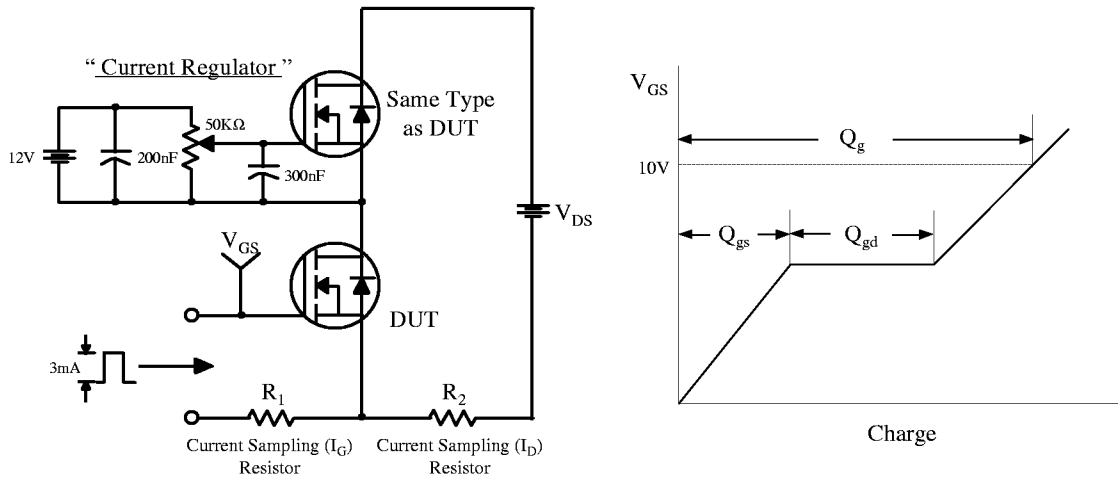 “ Current Regulator ”
Same Type
as DUT
50KΩ
12V
200nF
300nF
V_DS
V_GS
DUT
3mA
R_1
R_2
Current Sampling (I_G)
Resistor
Current Sampling (I_D)
Resistor
V_GS
Q_g
10V
Q_gs
Q_gd
Charge